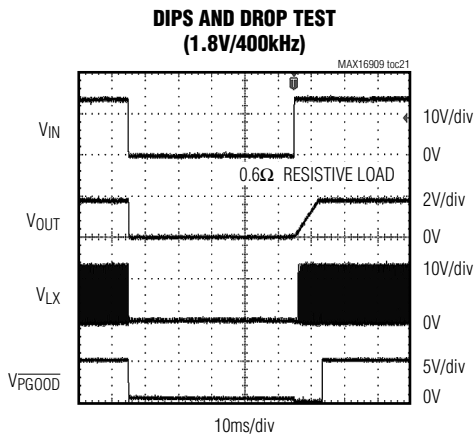 DIPS AND DROP TEST
(1.8V/400kHz)
MAX16909 toc21
VIN
10V/div
0V
0.6Ω RESISTIVE LOAD
VOUT
2V/div
0V
VLX
10V/div
0V
VPGOOD
5V/div
0V
10ms/div